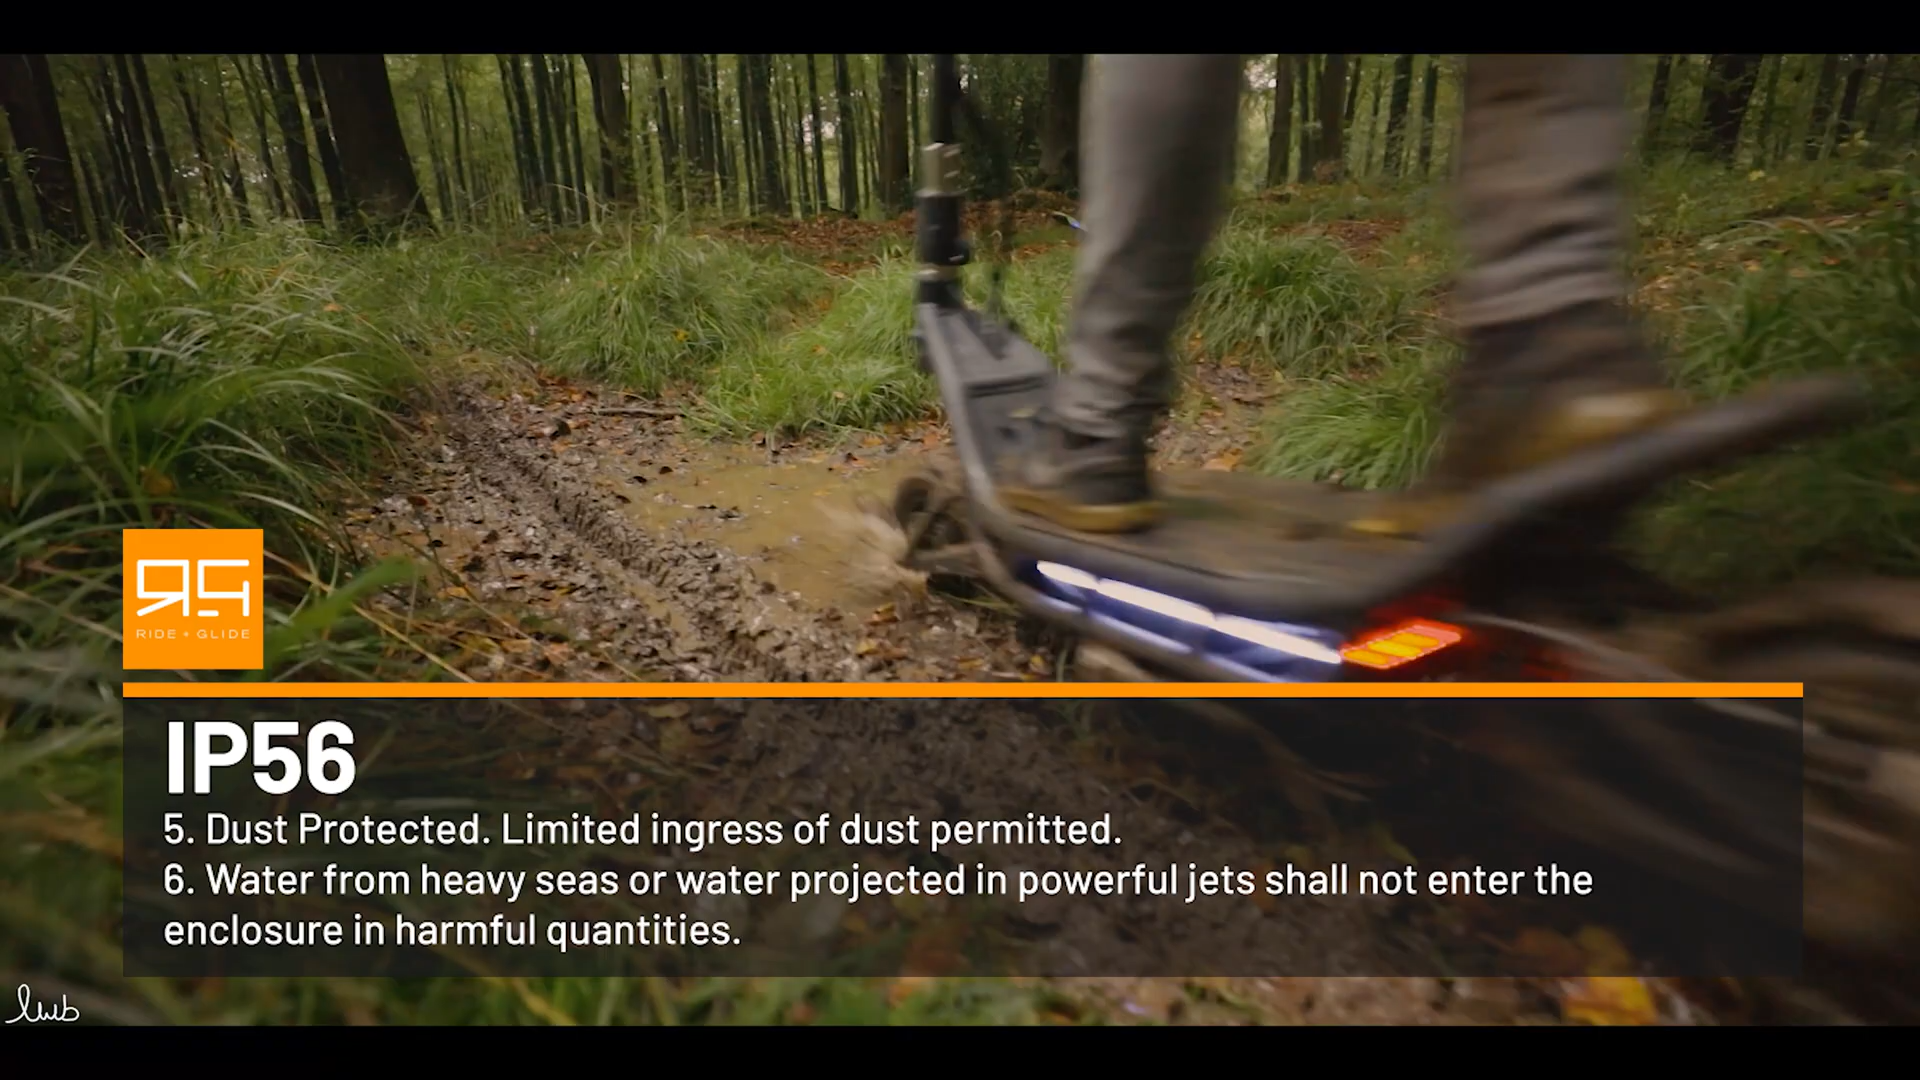 RG
RIDE + GLIDE
IP56
5. Dust Protected. Limited ingress of dust permitted.
6. Water from heavy seas or water projected in powerful jets shall not enter the
enclosure in harmful quantities.